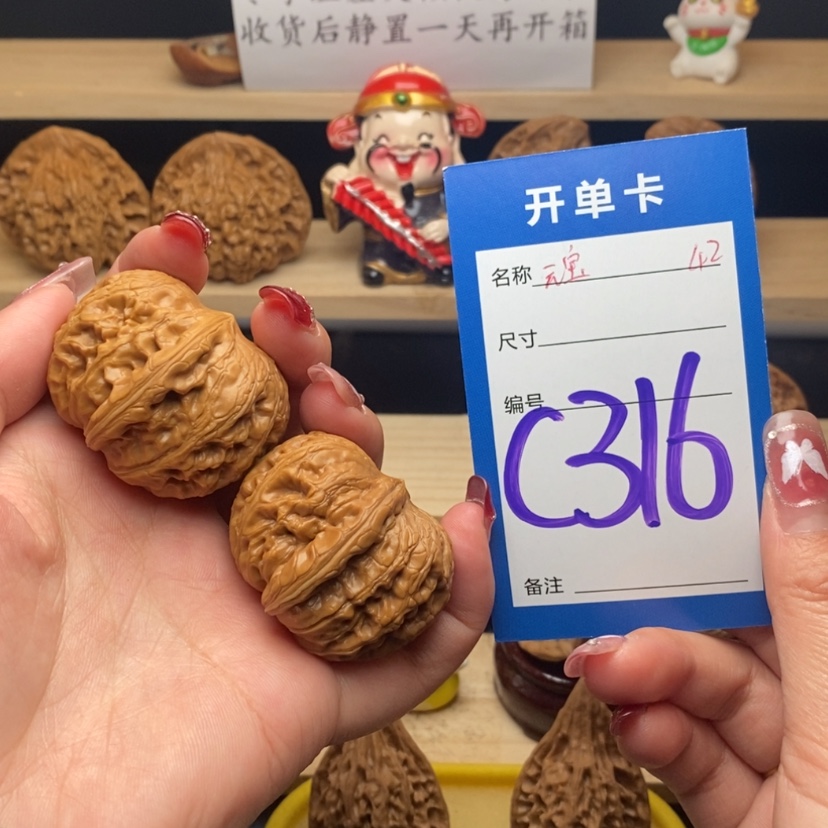 收货后静置一天再开箱
开单卡
名称 42
尺寸
编号 C316
备注